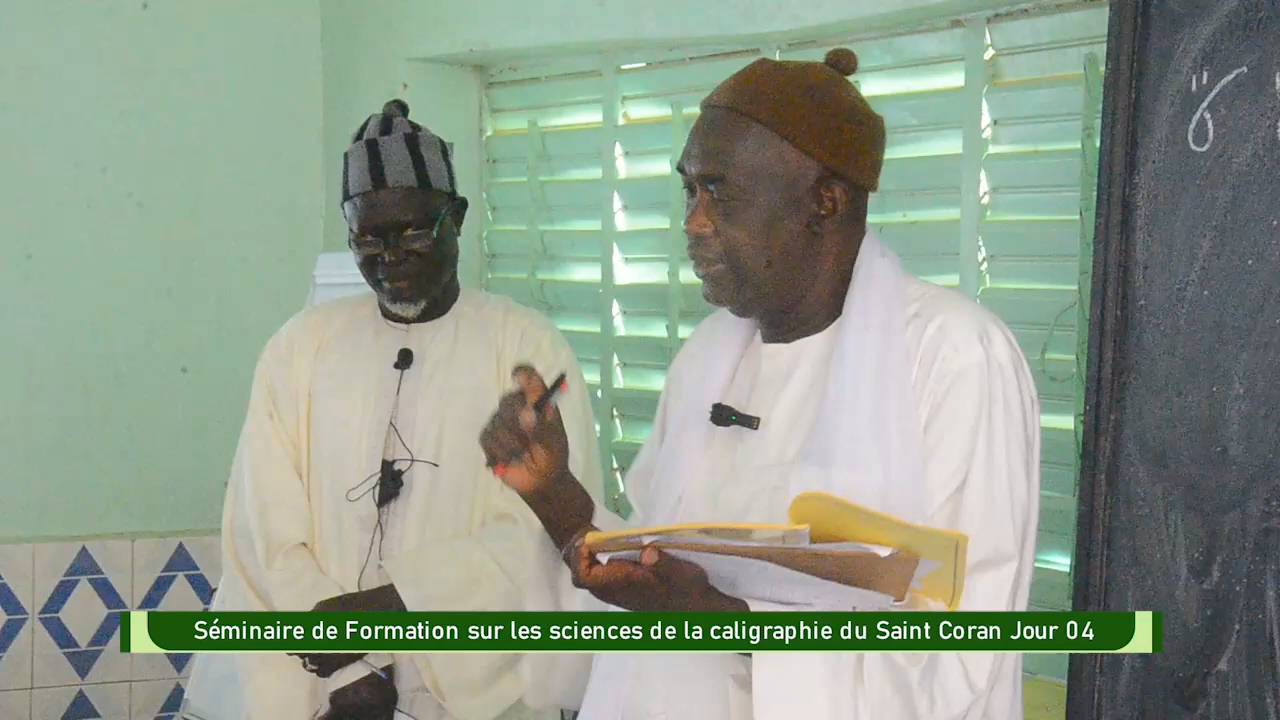 Séminaire de Formation sur les sciences de la caligraphie du Saint Coran Jour 04